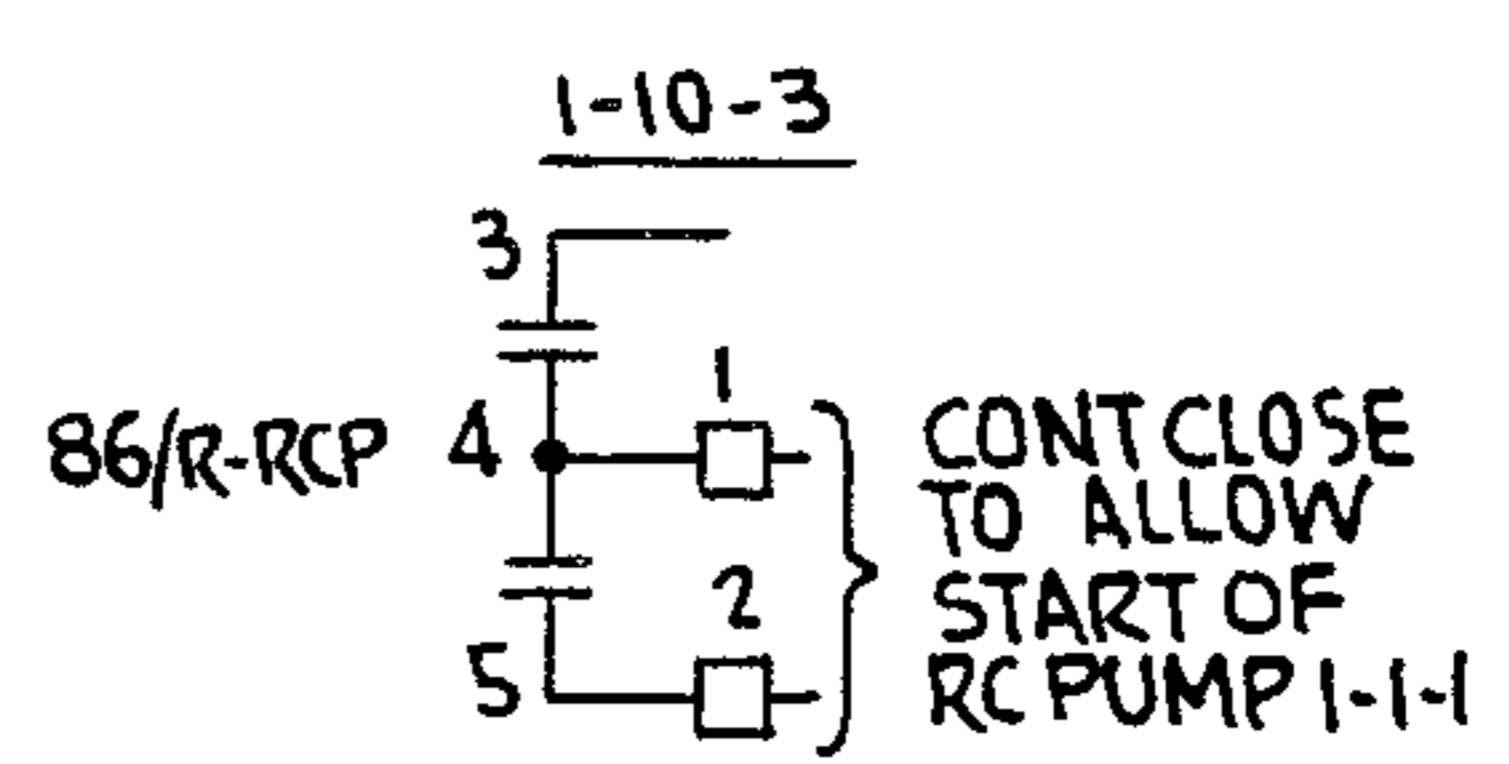 1-10-3
3
1
86/R-RCP 4
CONT CLOSE
TO ALLOW
START OF
RC PUMP 1-1-1
2
5